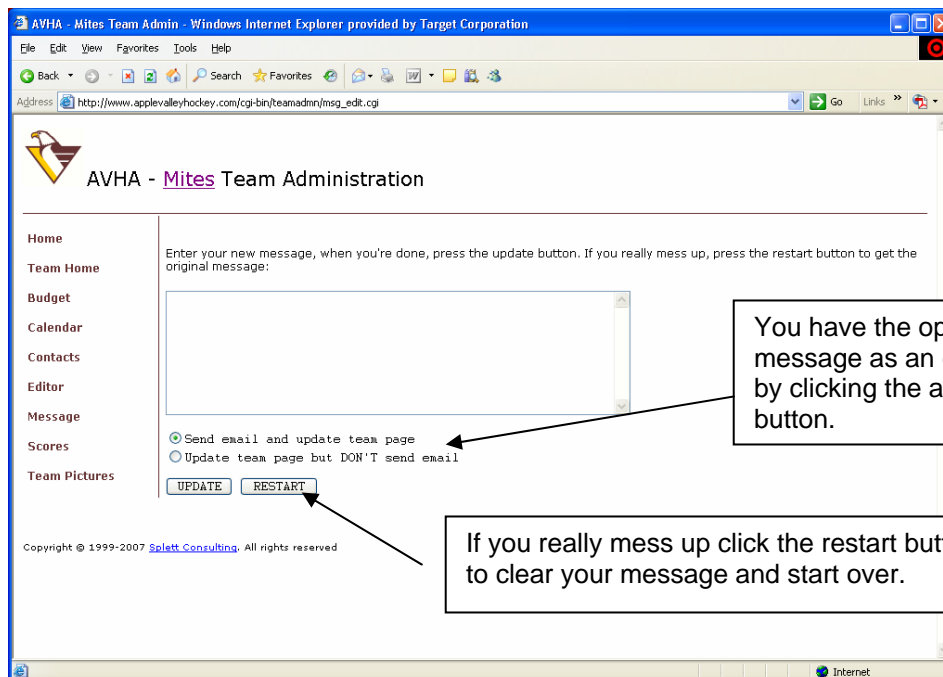 AVHA - Mites Team Admin - Windows Internet Explorer provided by Target Corporation
File Edit View Favorites Tools Help
Back Search Favorites
Address http://www.applevalleyhockey.com/cgi-bin/teamadmn/msg_edit.cgi Go Links »
AVHA - Mites Team Administration
Home
Team Home
Budget
Calendar
Contacts
Editor
Message
Scores
Team Pictures
Enter your new message, when you're done, press the update button. If you really mess up, press the restart button to get the
original message:
Send email and update team page
Update team page but DON'T send email
UPDATE RESTART
You have the op
message as an
by clicking the a
button.
If you really mess up click the restart but
to clear your message and start over.
Copyright © 1999-2007 Splett Consulting. All rights reserved
Internet